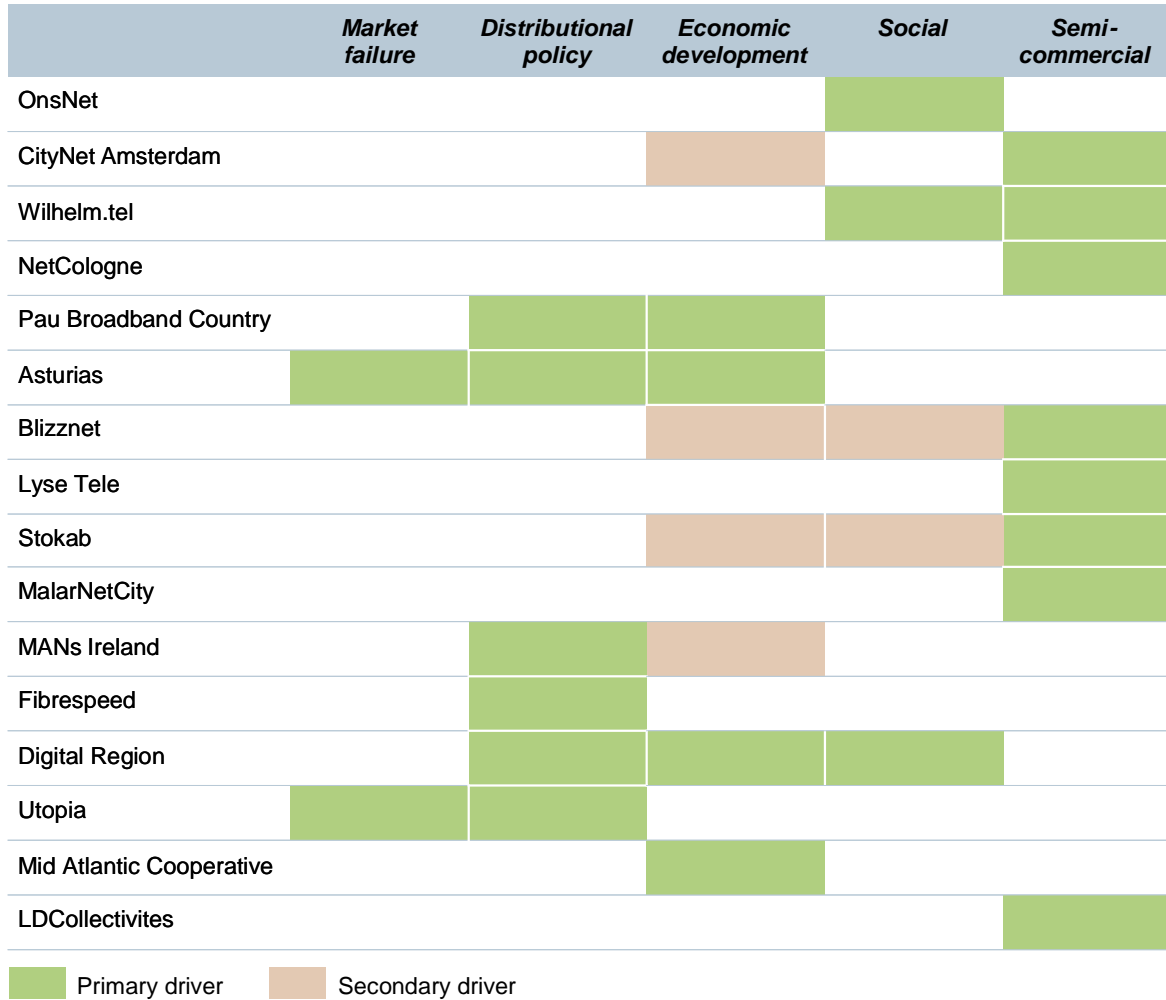 Market failure
Distributional policy
Economic development
Social
Semi-commercial
OnsNet
CityNet Amsterdam
Wilhelm.tel
NetCologne
Pau Broadband Country
Asturias
Blizznet
Lyse Tele
Stokab
MalarNetCity
MANs Ireland
Fibrespeed
Digital Region
Utopia
Mid Atlantic Cooperative
LDCollectivites
Primary driver
Secondary driver